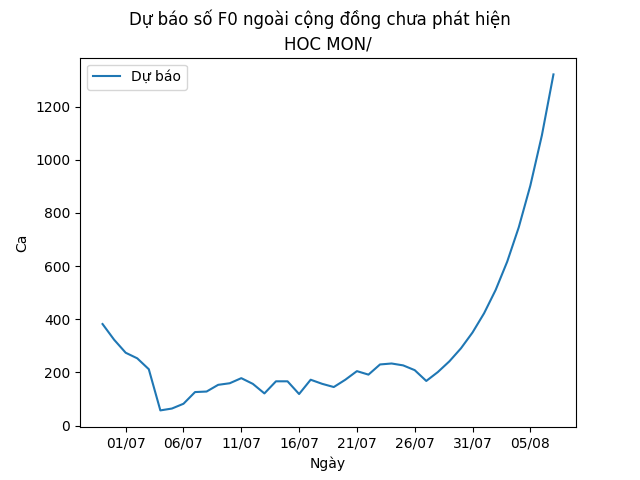 Dự báo số F0 ngoài cộng đồng chưa phát hiện
HOC MON/
Dự báo
1200
1000
800
600
400
200
0
Ca
01/07 06/07 11/07 16/07 21/07 26/07 31/07 05/08
Ngày